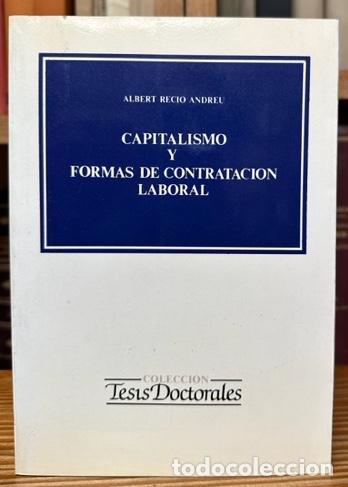 ALBERT RECIO ANDREU
CAPITALISMO
Y
FORMAS DE CONTRATACION
LABORAL
COLECCION
Tesis Doctorales
todocoleccion